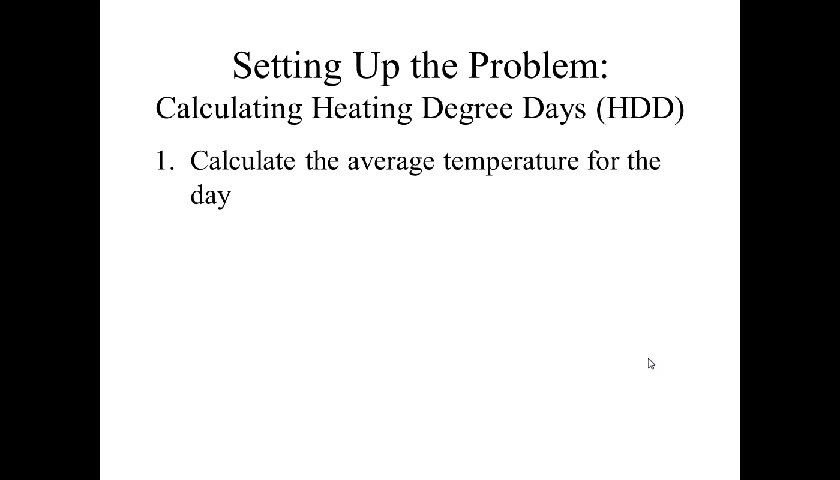 Setting Up the Problem:
Calculating Heating Degree Days (HDD)
1. Calculate the average temperature for the
day